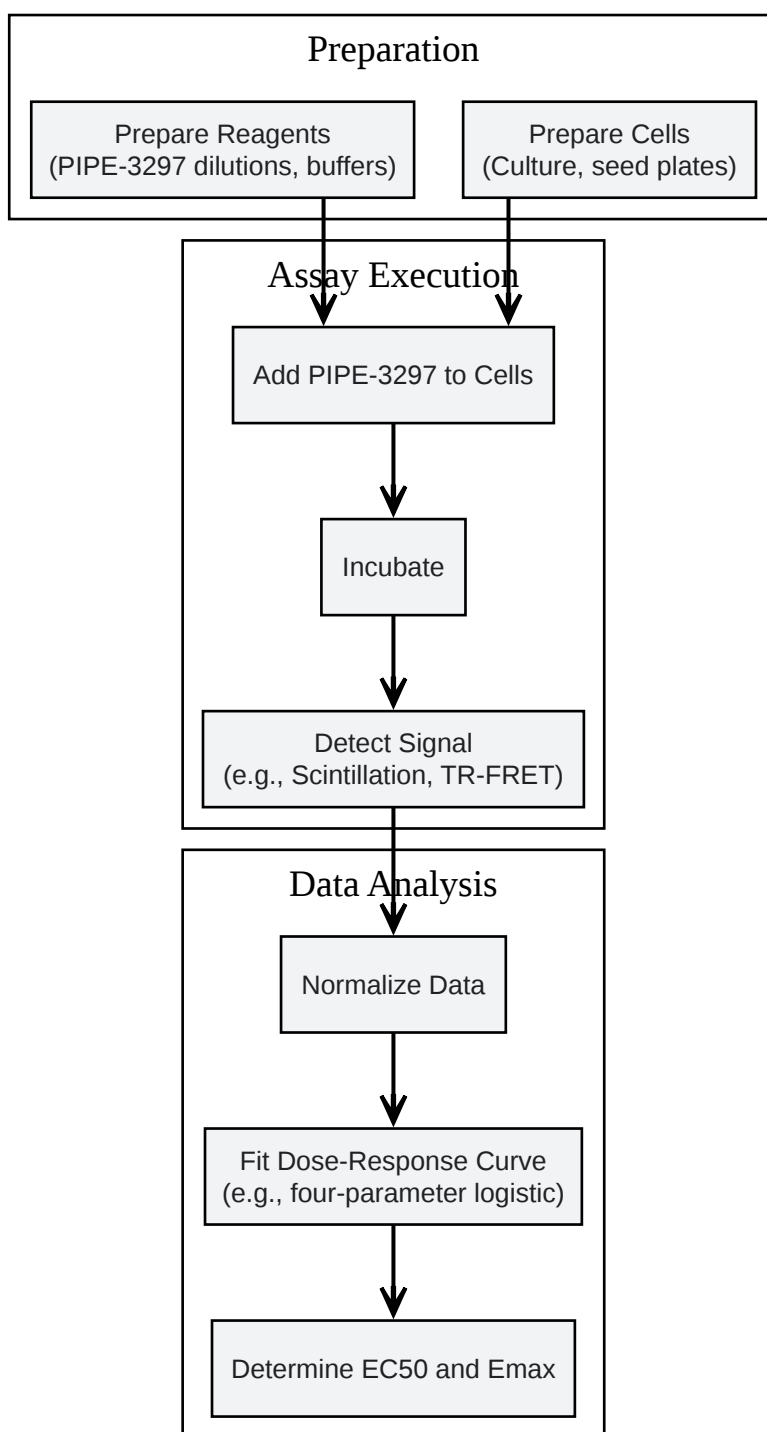 Preparation
Prepare Reagents
(PIPE-3297 dilutions, buffers)
Prepare Cells
(Culture, seed plates)
Assay Execution
Add PIPE-3297 to Cells
Incubate
Detect Signal
(e.g., Scintillation, TR-FRET)
Data Analysis
Normalize Data
Fit Dose-Response Curve
(e.g., four-parameter logistic)
Determine EC50 and Emax